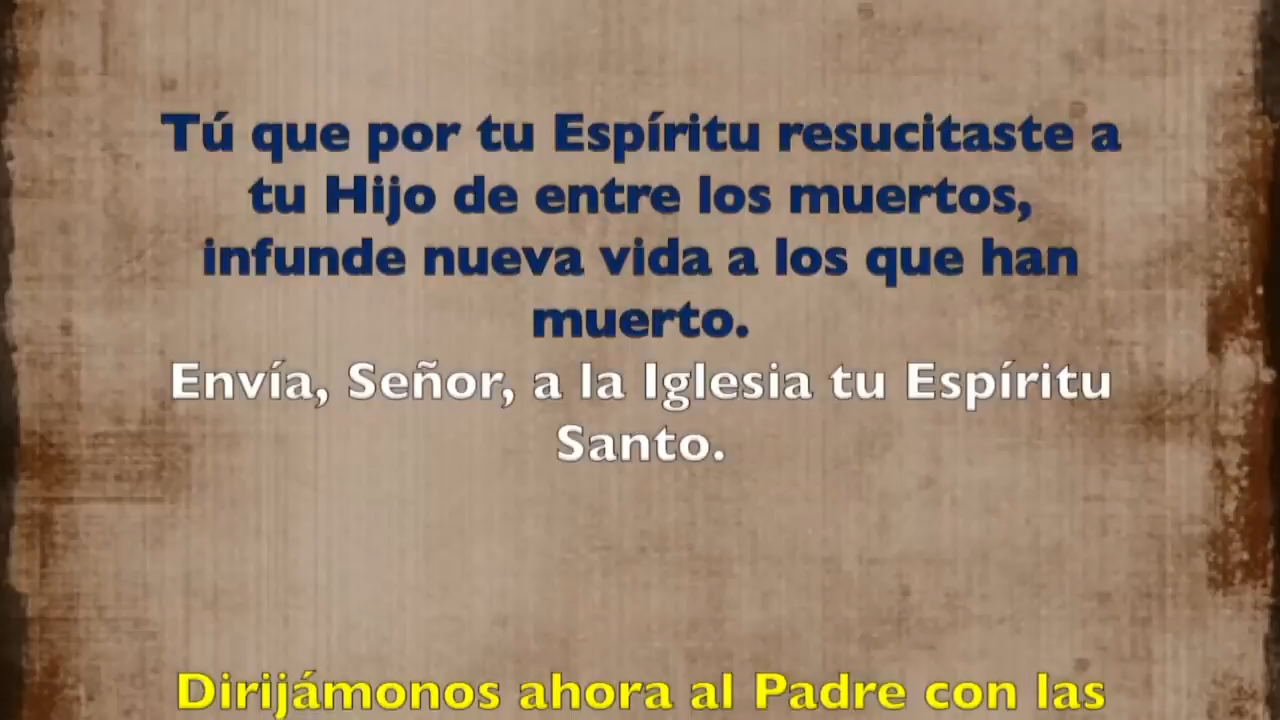 Tú que por tu Espíritu resucitaste a
tu Hijo de entre los muertos,
infunde nueva vida a los que han
muerto.
Envía, Señor, a la Iglesia tu Espíritu
Santo.
Dirijámonos ahora al Padre con las